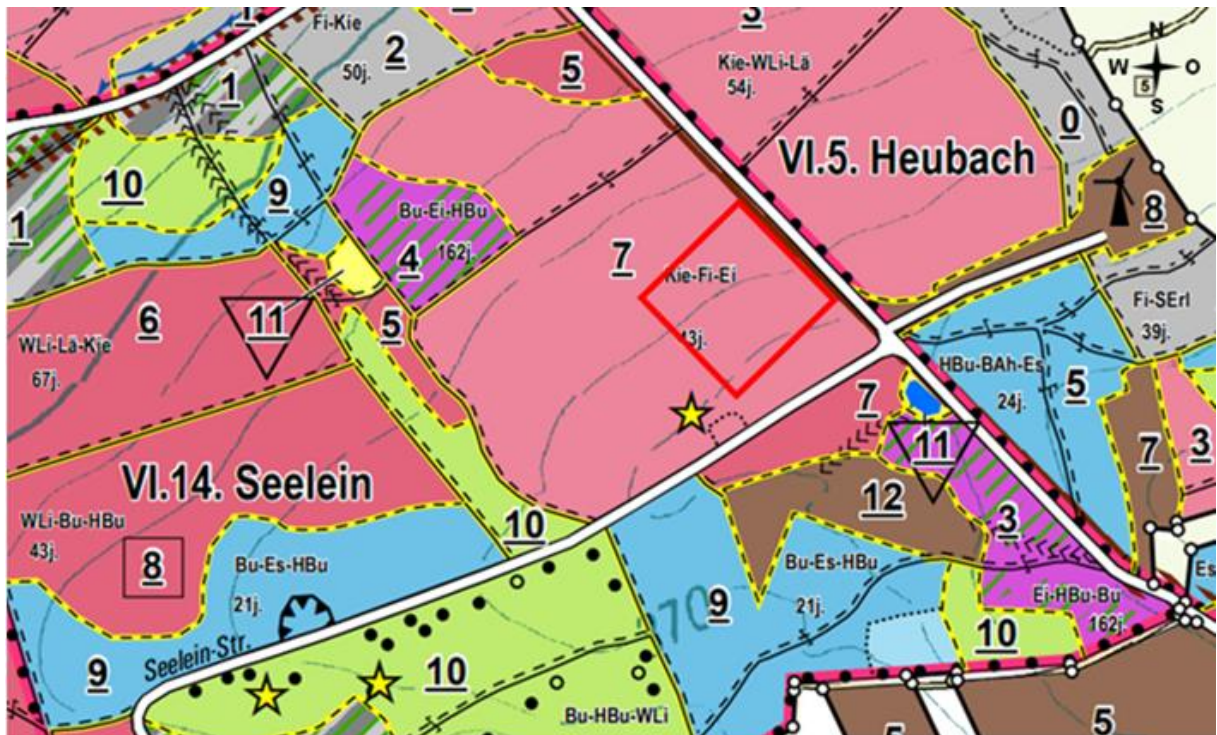 1
Fi-Kie
50j.
2
3
Kie-WLi-Lä
54j.
5
N
W
O
5
S
1
10
9
0
VI.5. Heubach
8
1
Bu-Ei-HBu
162j.
4
7
Kie-Fi-Ei
43j.
6
11
5
WLi-Lä-Kie
67j.
Fi-SErl
39j.
HBu-BAh-Es
24j.
5
7
11
7
3
VI.14. Seelein
12
WLi-Bu-HBu
43j.
8
10
3
Bu-Es-HBu
21j.
Bu-Es-HBu
21j.
70
9
Es
Ei-HBu-Bu
162j.
10
9
Seelein-Str.
10
Bu-HBu-WLi
5
5